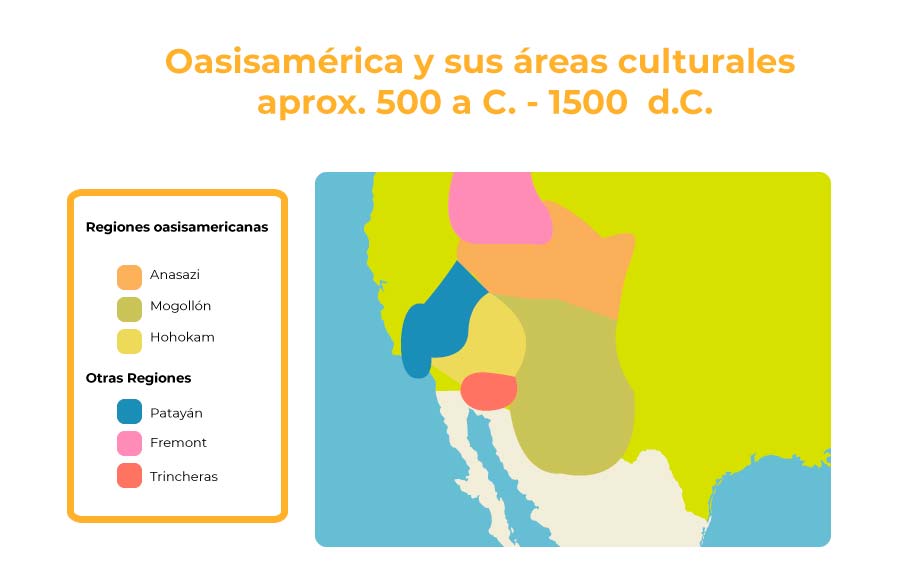 Oasisamérica y sus áreas culturales
aprox. 500 a C. - 1500 d.C.
Regiones oasisamericanas
Anasazi
Mogollón
Hohokam
Otras Regiones
Patayán
Fremont
Trincheras